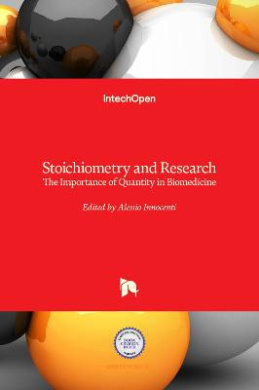 IntechOpen
Stoichiometry and Research
The Importance of Quantity in Biomedicine
Edited by Alessio Innocenti